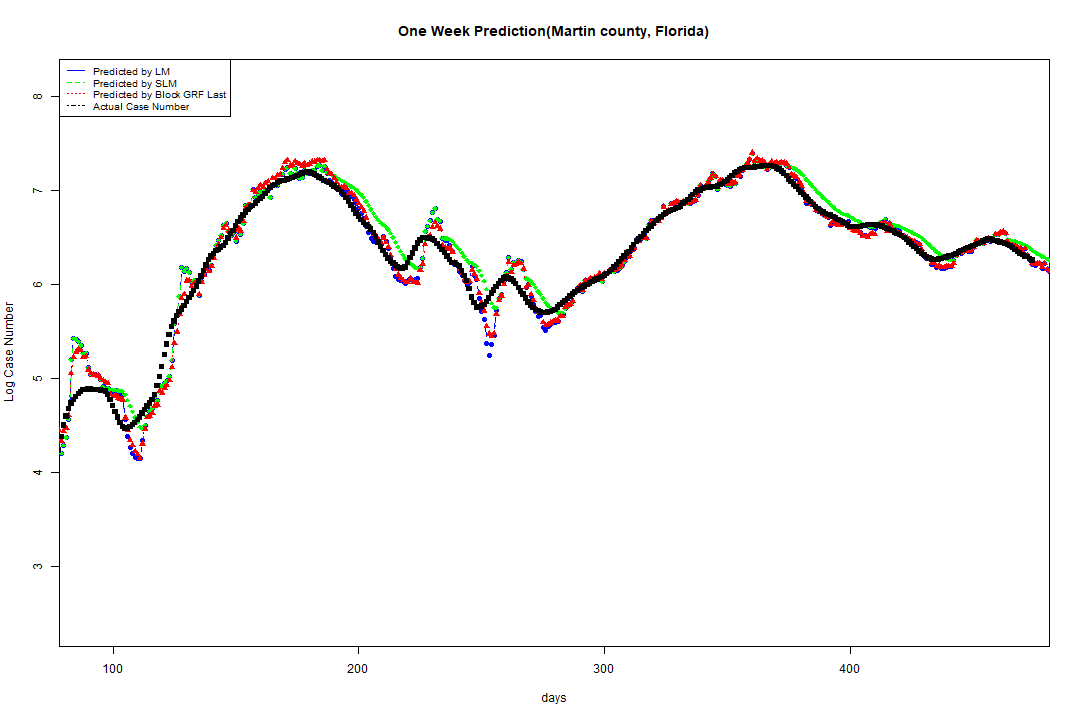 One Week Prediction(Martin county, Florida)
Predicted by LM
Predicted by SLM
Predicted by Block GRF Last
Actual Case Number
8
7
6
5
4
3
Log Case Number
100 200 300 400
days